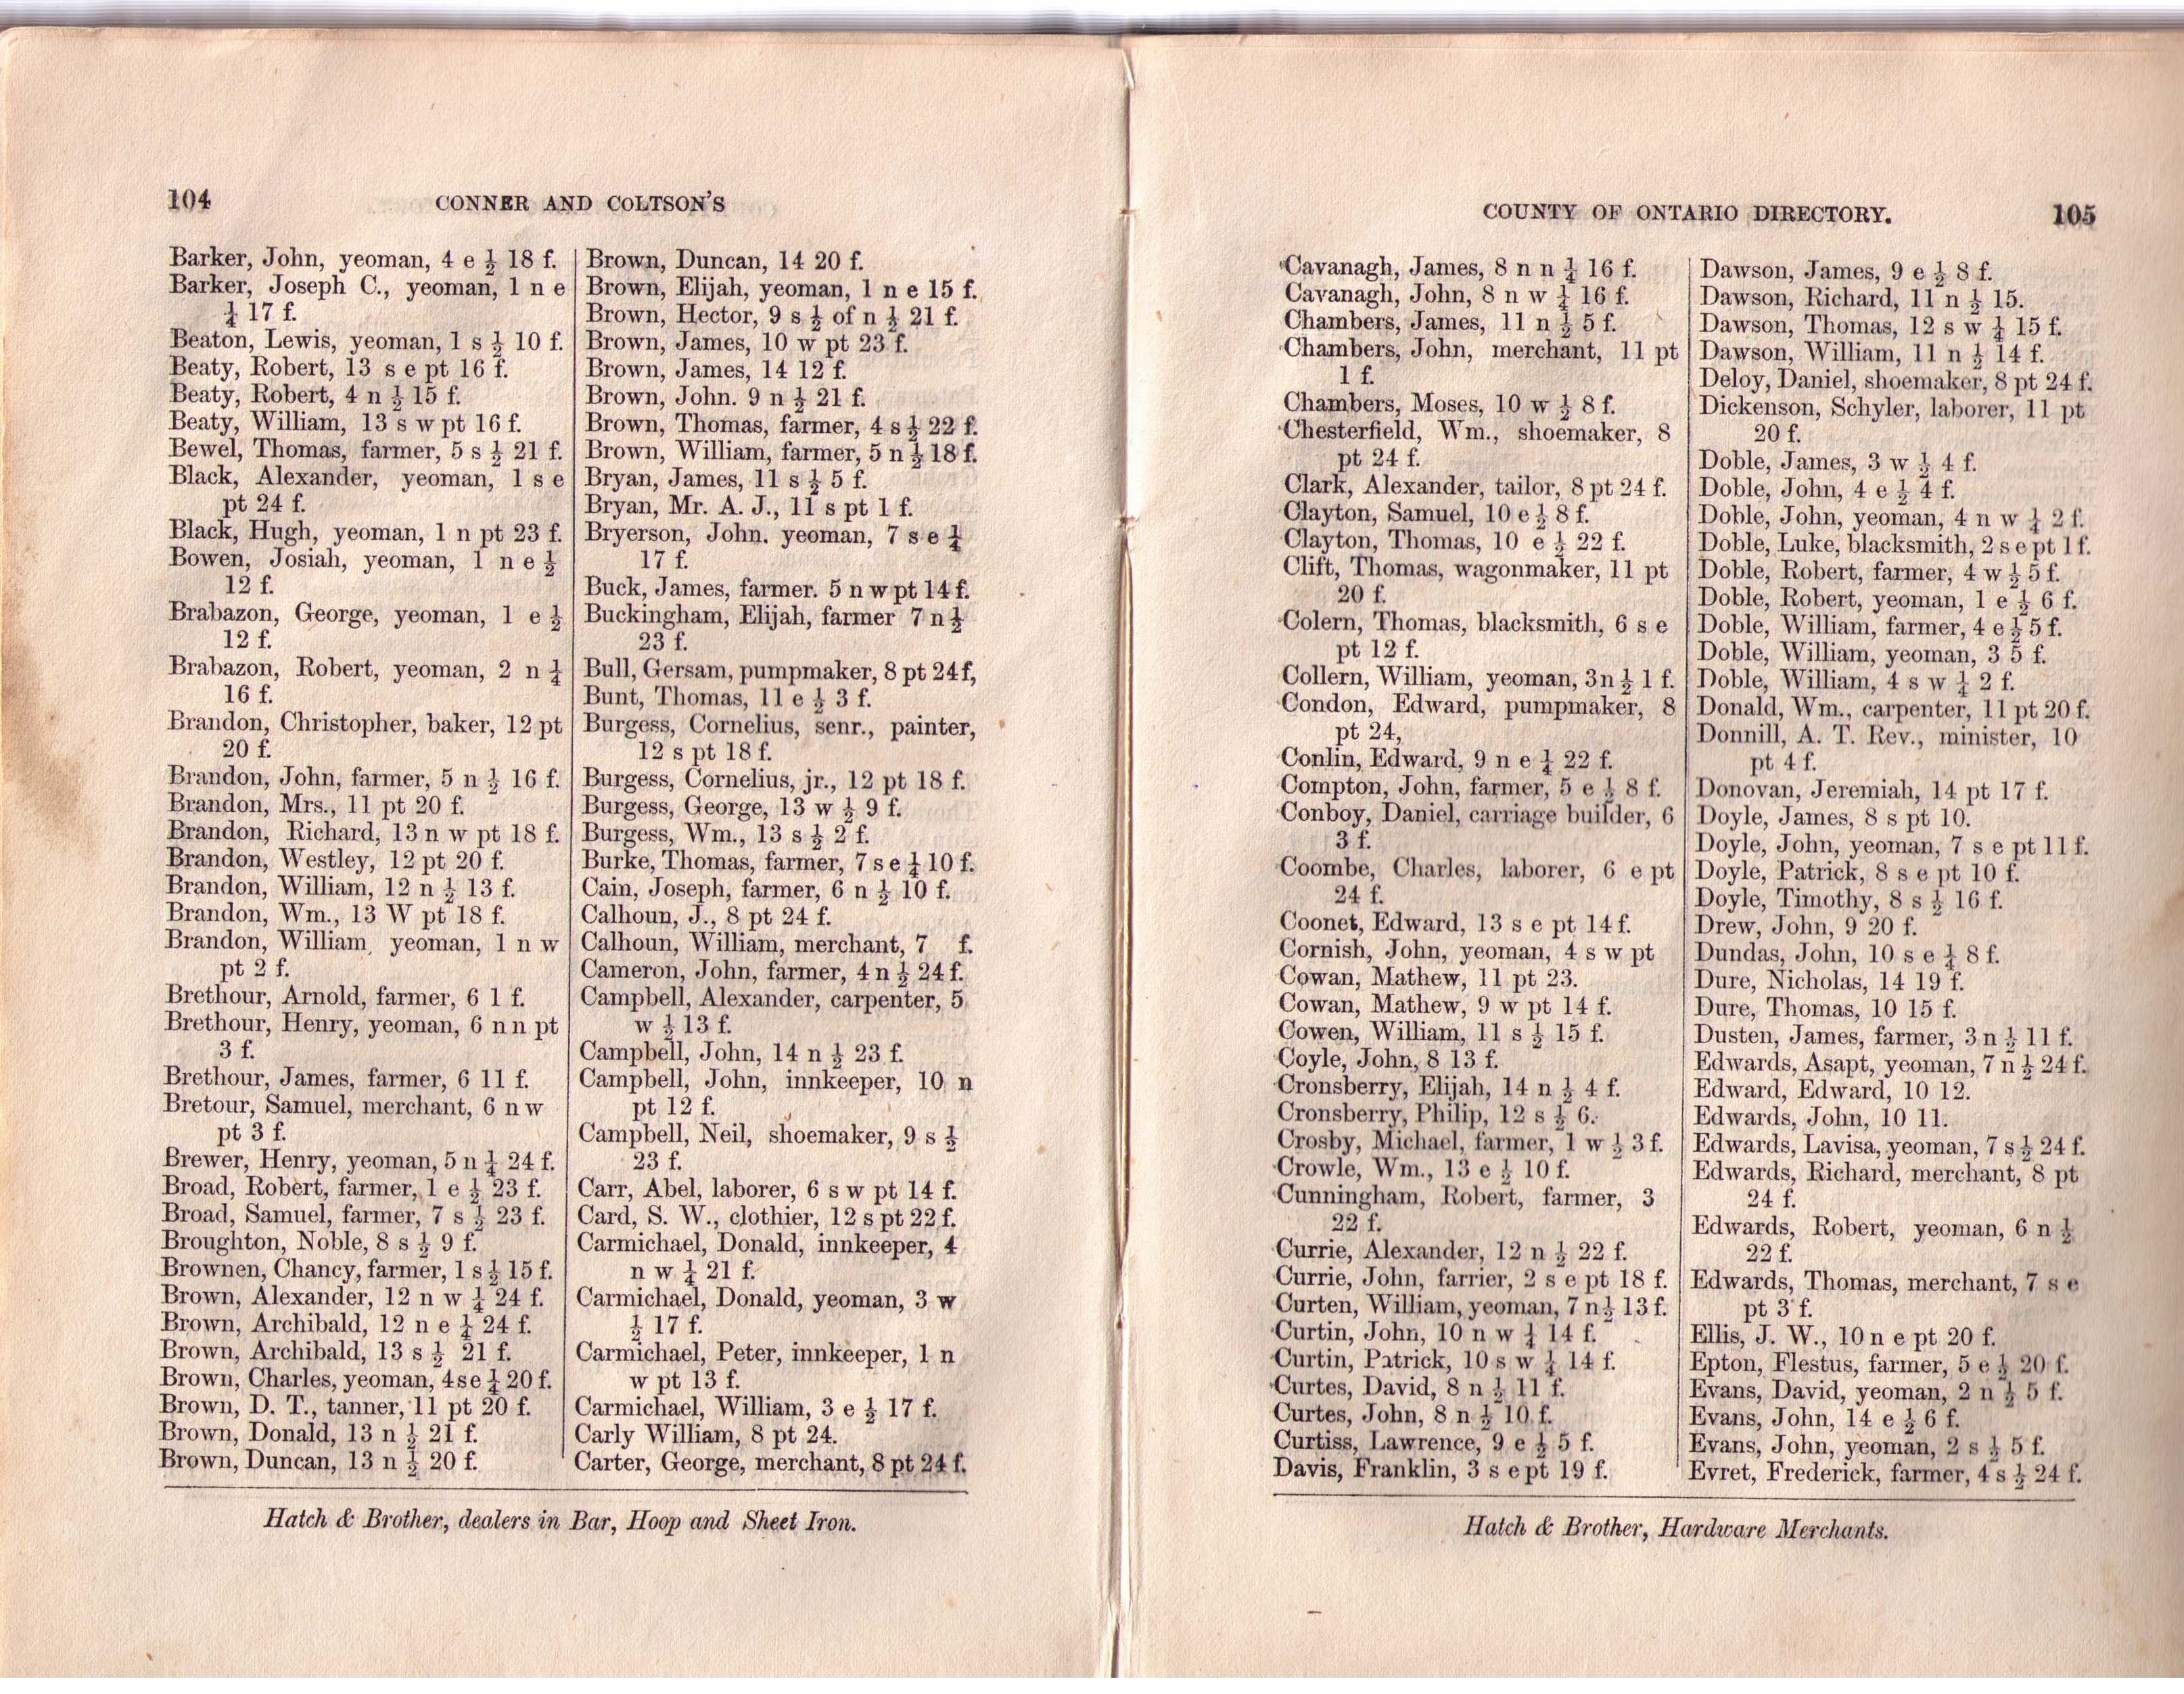 104
CONNER AND COLTSON'S
Barker, John, yeoman, 4 e ½ 18 f.
Barker, Joseph C., yeoman, 1 n e
¼ 17 f.
Beaton, Lewis, yeoman, 1 s ½ 10 f.
Beaty, Robert, 13 s e pt 16 f.
Beaty, Robert, 4 n ½ 15 f.
Beaty, William, 13 s w pt 16 f.
Bewel, Thomas, farmer, 5 s ½ 21 f.
Black, Alexander, yeoman, 1 s e
pt 24 f.
Black, Hugh, yeoman, 1 n pt 23 f.
Bowen, Josiah, yeoman, 1 n e ½
12 f.
Brabazon, George, yeoman, 1 e ½
12 f.
Brabazon, Robert, yeoman, 2 n ¼
16 f.
Brandon, Christopher, baker, 12 pt
20 f.
Brandon, John, farmer, 5 n ½ 16 f.
Brandon, Mrs., 11 pt 20 f.
Brandon, Richard, 13 n w pt 18 f.
Brandon, Westley, 12 pt 20 f.
Brandon, William, 12 n ½ 13 f.
Brandon, Wm., 13 W pt 18 f.
Brandon, William, yeoman, 1 n w
pt 2 f.
Brethour, Arnold, farmer, 6 1 f.
Brethour, Henry, yeoman, 6 n n pt
3 f.
Brethour, James, farmer, 6 11 f.
Bretour, Samuel, merchant, 6 n w
pt 3 f.
Brewer, Henry, yeoman, 5 n ¼ 24 f.
Broad, Robert, farmer, 1 e ½ 23 f.
Broad, Samuel, farmer, 7 s ½ 23 f.
Broughton, Noble, 8 s ½ 9 f.
Brownen, Chancy, farmer, 1 s ½ 15 f.
Brown, Alexander, 12 n w ¼ 24 f.
Brown, Archibald, 12 n e ¼ 24 f.
Brown, Archibald, 13 s ½ 21 f.
Brown, Charles, yeoman, 4 s e ¼ 20 f.
Brown, D. T., tanner, 11 pt 20 f.
Brown, Donald, 13 n ½ 21 f.
Brown, Duncan, 13 n ½ 20 f.
Brown, Duncan, 14 20 f.
Brown, Elijah, yeoman, 1 n e 15 f.
Brown, Hector, 9 s ½ of n ½ 21 f.
Brown, James, 10 w pt 23 f.
Brown, James, 14 12 f.
Brown, John. 9 n ½ 21 f.
Brown, Thomas, farmer, 4 s ½ 22 f.
Brown, William, farmer, 5 n ½ 18 f.
Bryan, James, 11 s ½ 5 f.
Bryan, Mr. A. J., 11 s pt 1 f.
Bryerson, John. yeoman, 7 s e ¼
17 f.
Buck, James, farmer. 5 n w pt 14 f.
Buckingham, Elijah, farmer 7 n ½
23 f.
Bull, Gersam, pumpmaker, 8 pt 24 f,
Bunt, Thomas, 11 e ½ 3 f.
Burgess, Cornelius, senr., painter,
12 s pt 18 f.
Burgess, Cornelius, jr., 12 pt 18 f.
Burgess, George, 13 w ½ 9 f.
Burgess, Wm., 13 s ½ 2 f.
Burke, Thomas, farmer, 7 s e ¼ 10 f.
Cain, Joseph, farmer, 6 n ½ 10 f.
Calhoun, J., 8 pt 24 f.
Calhoun, William, merchant, 7 f.
Cameron, John, farmer, 4 n ½ 24 f.
Campbell, Alexander, carpenter, 5
w ½ 13 f.
Campbell, John, 14 n ½ 23 f.
Campbell, John, innkeeper, 10 n
pt 12 f.
Campbell, Neil, shoemaker, 9 s ½
23 f.
Carr, Abel, laborer, 6 s w pt 14 f.
Card, S. W., clothier, 12 s pt 22 f.
Carmichael, Donald, innkeeper, 4
n w ¼ 21 f.
Carmichael, Donald, yeoman, 3 w
½ 17 f.
Carmichael, Peter, innkeeper, 1 n
w pt 13 f.
Carmichael, William, 3 e ½ 17 f.
Carly William, 8 pt 24.
Carter, George, merchant, 8 pt 24 f.
Hatch & Brother, dealers in Bar, Hoop and Sheet Iron.
COUNTY OF ONTARIO DIRECTORY.
105
Cavanagh, James, 8 n n ¼ 16 f.
Cavanagh, John, 8 n w ¼ 16 f.
Chambers, James, 11 n ½ 5 f.
Chambers, John, merchant, 11 pt
1 f.
Chambers, Moses, 10 w ½ 8 f.
Chesterfield, Wm., shoemaker, 8
pt 24 f.
Clark, Alexander, tailor, 8 pt 24 f.
Clayton, Samuel, 10 e ½ 8 f.
Clayton, Thomas, 10 e ½ 22 f.
Clift, Thomas, wagonmaker, 11 pt
20 f.
Colern, Thomas, blacksmith, 6 s e
pt 12 f.
Collern, William, yeoman, 3 n ½ 1 f.
Condon, Edward, pumpmaker, 8
pt 24,
Conlin, Edward, 9 n e ¼ 22 f.
Compton, John, farmer, 5 e ½ 8 f.
Conboy, Daniel, carriage builder, 6
3 f.
Coombe, Charles, laborer, 6 e pt
24 f.
Coonet, Edward, 13 s e pt 14 f.
Cornish, John, yeoman, 4 s w pt
Cowan, Mathew, 11 pt 23.
Cowan, Mathew, 9 w pt 14 f.
Cowen, William, 11 s ½ 15 f.
Coyle, John, 8 13 f.
Cronsberry, Elijah, 14 n ½ 4 f.
Cronsberry, Philip, 12 s ½ 6.
Crosby, Michael, farmer, 1 w ½ 3 f.
Crowle, Wm., 13 e ½ 10 f.
Cunningham, Robert, farmer, 3
22 f.
Currie, Alexander, 12 n ½ 22 f.
Currie, John, farrier, 2 s e pt 18 f.
Curten, William, yeoman, 7 n ½ 13 f.
Curtin, John, 10 n w ¼ 14 f.
Curtin, Patrick, 10 s w ¼ 14 f.
Curtes, David, 8 n ½ 11 f.
Curtes, John, 8 n ½ 10 f.
Curtiss, Lawrence, 9 e ½ 5 f.
Davis, Franklin, 3 s e pt 19 f.
Dawson, James, 9 e ½ 8 f.
Dawson, Richard, 11 n ½ 15.
Dawson, Thomas, 12 s w ¼ 15 f.
Dawson, William, 11 n ½ 14 f.
Deloy, Daniel, shoemaker, 8 pt 24 f.
Dickenson, Schyler, laborer, 11 pt
20 f.
Doble, James, 3 w ½ 4 f.
Doble, John, 4 e ½ 4 f.
Doble, John, yeoman, 4 n w ¼ 2 f.
Doble, Luke, blacksmith, 2 s e pt 1 f.
Doble, Robert, farmer, 4 w ½ 5 f.
Doble, Robert, yeoman, 1 e ½ 6 f.
Doble, William, farmer, 4 e ½ 5 f.
Doble, William, yeoman, 3 5 f.
Doble, William, 4 s w ¼ 2 f.
Donald, Wm., carpenter, 11 pt 20 f.
Donnill, A. T. Rev., minister, 10
pt 4 f.
Donovan, Jeremiah, 14 pt 17 f.
Doyle, James, 8 s pt 10.
Doyle, John, yeoman, 7 s e pt 11 f.
Doyle, Patrick, 8 s e pt 10 f.
Doyle, Timothy, 8 s ½ 16 f.
Drew, John, 9 20 f.
Dundas, John, 10 s e ¼ 8 f.
Dure, Nicholas, 14 19 f.
Dure, Thomas, 10 15 f.
Dusten, James, farmer, 3 n ½ 11 f.
Edwards, Asapt, yeoman, 7 n ½ 24 f.
Edward, Edward, 10 12.
Edwards, John, 10 11.
Edwards, Lavisa, yeoman, 7 s ½ 24 f.
Edwards, Richard, merchant, 8 pt
24 f.
Edwards, Robert, yeoman, 6 n ½
22 f.
Edwards, Thomas, merchant, 7 s e
pt 3 f.
Ellis, J. W., 10 n e pt 20 f.
Epton, Flestus, farmer, 5 e ½ 20 f.
Evans, David, yeoman, 2 n ½ 5 f.
Evans, John, 14 e ½ 6 f.
Evans, John, yeoman, 2 s ½ 5 f.
Evret, Frederick, farmer, 4 s ½ 24 f.
Hatch & Brother, Hardware Merchants.